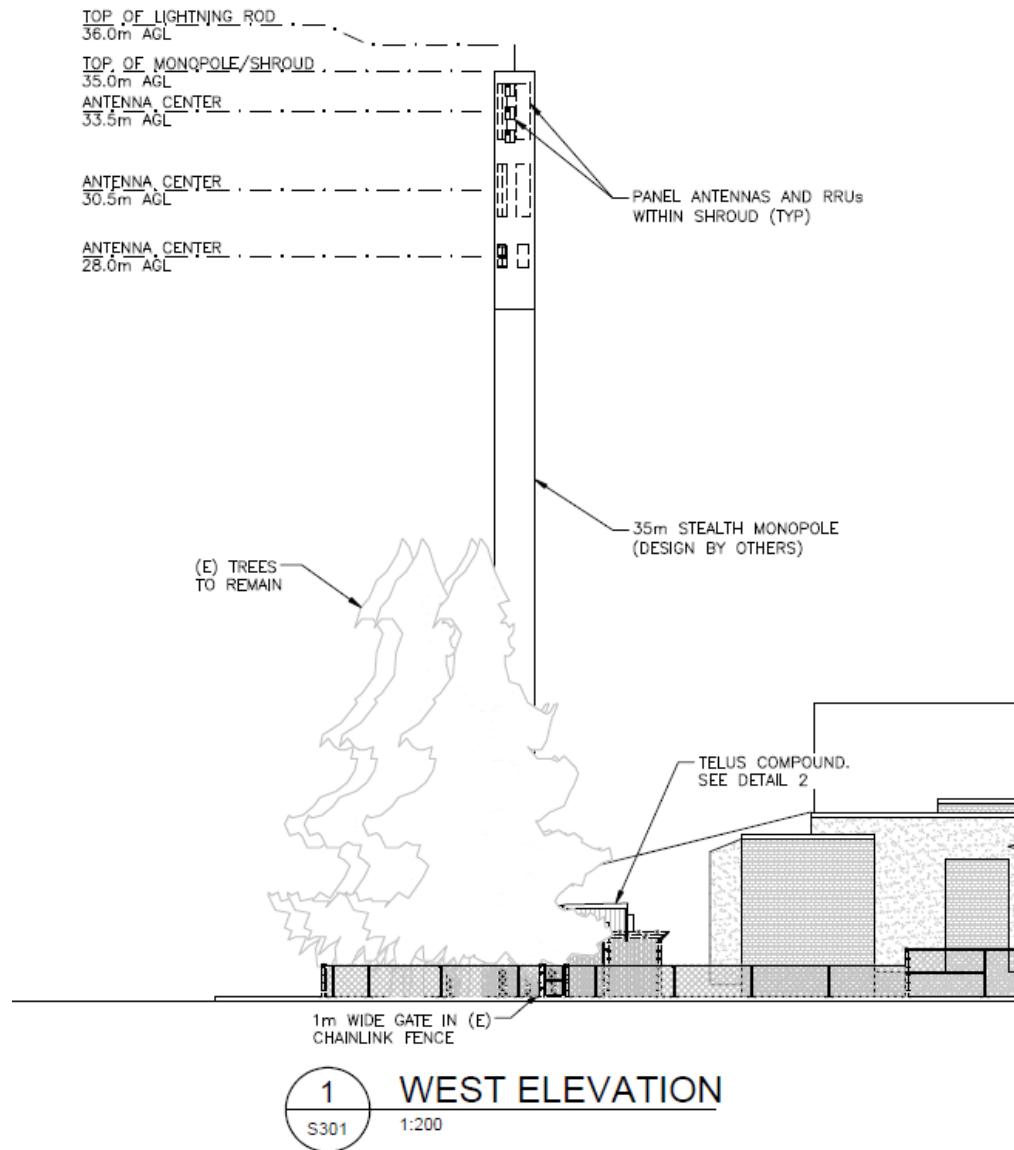 TOP OF LIGHTNING ROD
36.0m AGL
TOP OF MONOPOLE/SHROUD
35.0m AGL
ANTENNA CENTER
33.5m AGL
ANTENNA CENTER
30.5m AGL
PANEL ANTENNAS AND RRUs
WITHIN SHROUD (TYP)
ANTENNA CENTER
28.0m AGL
35m STEALTH MONOPOLE
(DESIGN BY OTHERS)
(E) TREES
TO REMAIN
TELUS COMPOUND.
SEE DETAIL 2
1m WIDE GATE IN (E)
CHAINLINK FENCE
1
S301
WEST ELEVATION
1:200